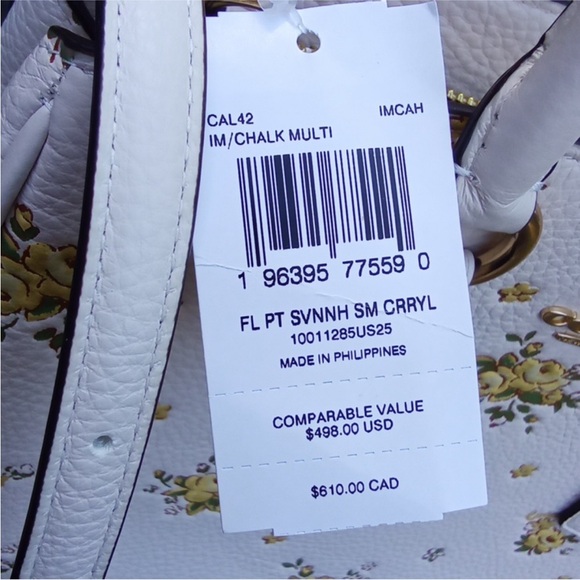 CAL42 IMCAH
IM/CHALK MULTI
1 96395 77559 0
FL PT SVNNH SM CRRYL
10011285US25
MADE IN PHILIPPINES
COMPARABLE VALUE
$498.00 USD
$610.00 CAD